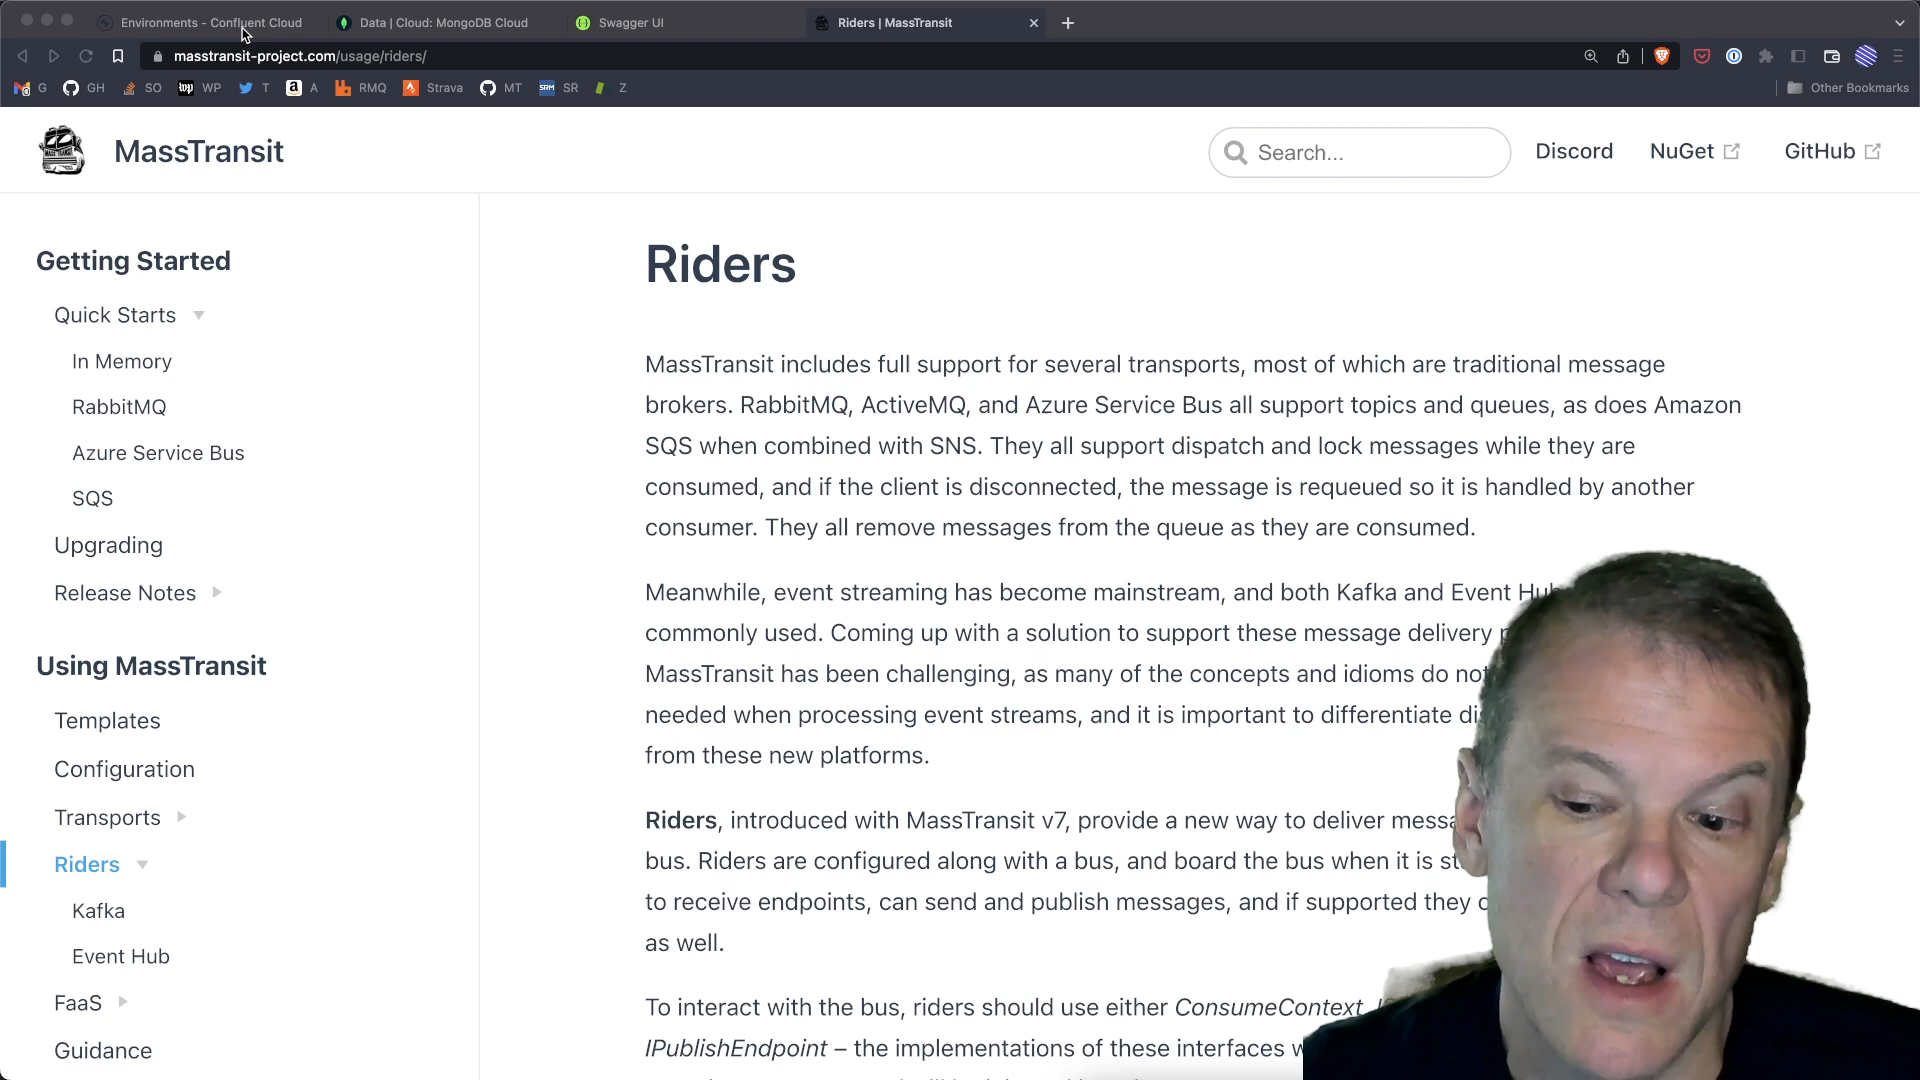 Environments - Confluent Cloud
Data | Cloud: MongoDB Cloud
Swagger UI
Riders | MassTransit
masstransit-project.com/usage/riders/
G GH SO WP T A RMQ Strava MT SR Z Other Bookmarks
MassTransit
Search...
Discord
NuGet
GitHub
Getting Started
Quick Starts
In Memory
RabbitMQ
Azure Service Bus
SQS
Upgrading
Release Notes
Using MassTransit
Templates
Configuration
Transports
Riders
Kafka
Event Hub
FaaS
Guidance
Riders
MassTransit includes full support for several transports, most of which are traditional message
brokers. RabbitMQ, ActiveMQ, and Azure Service Bus all support topics and queues, as does Amazon
SQS when combined with SNS. They all support dispatch and lock messages while they are
consumed, and if the client is disconnected, the message is requeued so it is handled by another
consumer. They all remove messages from the queue as they are consumed.
Meanwhile, event streaming has become mainstream, and both Kafka and Event
commonly used. Coming up with a solution to support these message delivery
MassTransit has been challenging, as many of the concepts and idioms do
needed when processing event streams, and it is important to differentiate
from these new platforms.
Riders, introduced with MassTransit v7, provide a new way to deliver
bus. Riders are configured along with a bus, and board the bus when it is
to receive endpoints, can send and publish messages, and if supported they
as well.
To interact with the bus, riders should use either ConsumeContext,
IPublishEndpoint – the implementations of these interfaces